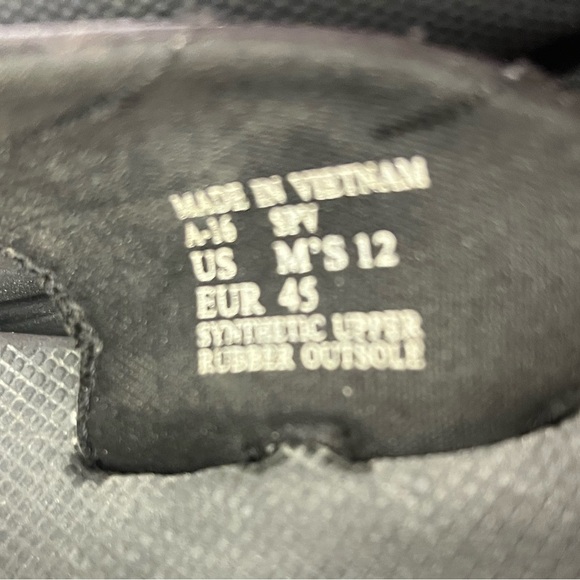 MADE IN VIETNAM
A-16 SPV
US M'S 12
EUR 45
SYNTHETIC UPPER
RUBBER OUTSOLE